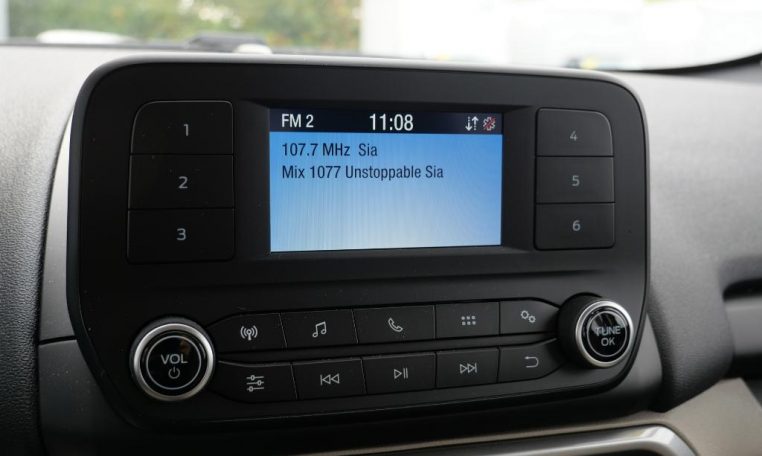 FM 2 11:08
107.7 MHz Sia
Mix 1077 Unstoppable Sia
1
2
3
4
5
6
VOL
TUNE
OK